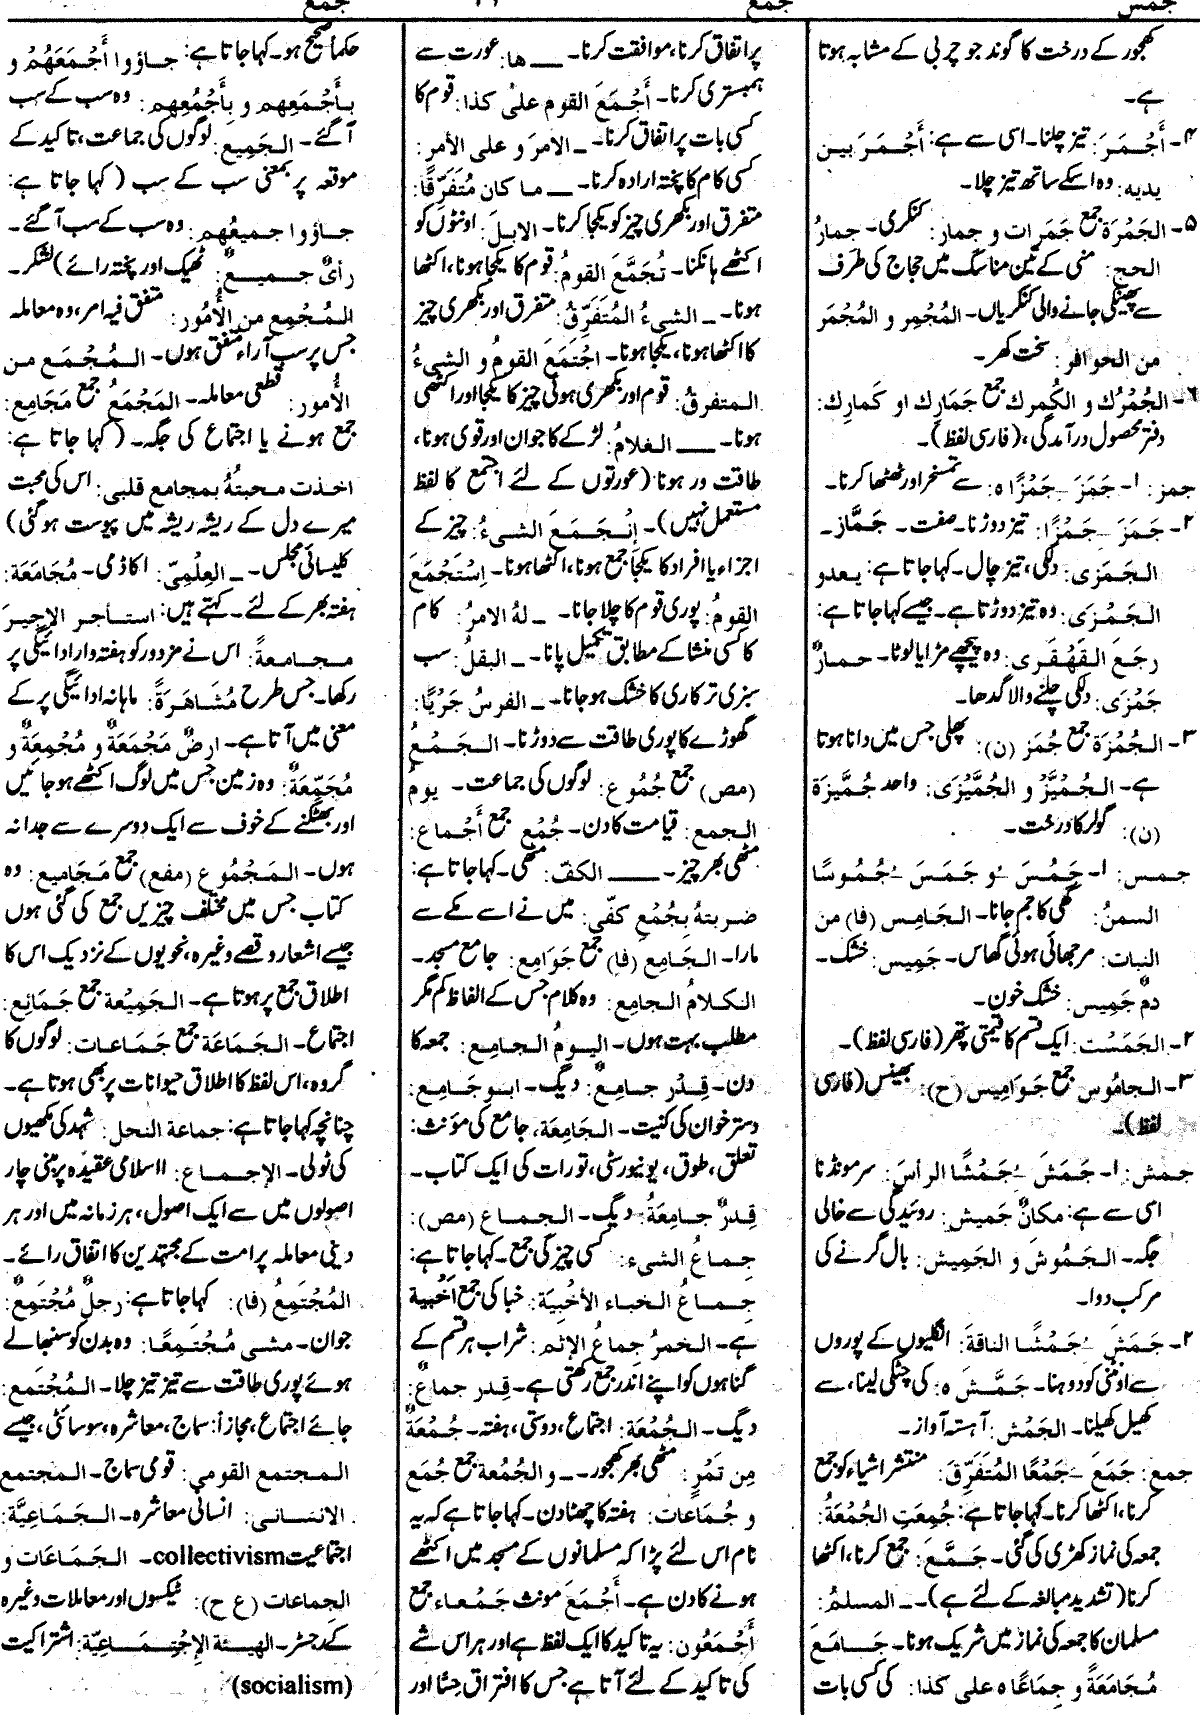 جمس
جمع
جمع
کھجور کے درخت کا گوند جو چربی کے مشابہ ہوتا
ہے۔
۴- أَجْمَرَ: تیز چلنا۔ اسی سے ہے: أَجْمَرَ بين
يديه: وہ اسکے ساتھ تیز چلا۔
۵- الجَمْرَة جمع جَمَرات و جمار: کنکری۔ جمارُ
الحج: منیٰ کے تین مناسک میں حجاج کی طرف
سے پھینکی جانے والی کنکریاں۔ المُجْمِر و المُجْمَر
من الحوافر: سخت کھر۔
۶- الجُمْرُك و الكُمرك جمع جَمَارِك او كَمارِك:
دفتر محصول درآمدگی، (فارسی لفظ)۔
جمز: ۱- جَمَزَ ـِ جَمْزًا ه: سے تمسخر اور ٹھٹھا کرنا۔
۲- جَمَزَ ـِ جَمْزًا: تیز دوڑنا۔ صفت۔ جَمَّاز۔
الجَمَزَى: دلکی، تیز چال۔ کہا جاتا ہے: يعدو
الجَمْزَى: وہ تیز دوڑتا ہے۔ جیسے کہا جاتا ہے:
رجَعَ القَهْقَرى: وہ پیچھے مڑا یا لوٹا۔ حمارٌ
جَمَزَى: دلکی چلنے والا گدھا۔
۳- الجُمْزَة جمع جُمَز (ن): پھلی جس میں دانا ہوتا
ہے۔ الجُمَّيْز و الجُمَّيْزَى: واحد جُمَّيزَة
(ن): گولر کا درخت۔
جمس: ۱- جَمُسَ ـُ و جَمَسَ ـُ جُمُوسًا
السمنُ: گھی کا جم جانا۔ الجَامِس (فا) من
النبات: مرجھائی ہوئی گھاس۔ جَمِيس: خشک۔
دمٌ جَمِيس: خشک خون۔
۲- الجَمَسْت: ایک قسم کا قیمتی پتھر (فارسی لفظ)۔
۳- الجاموس جمع جَوَامِيس (ح): بھینس (فارسی
لفظ)۔
جمش: ۱- جَمَشَ ـُ جَمْشًا الرأسَ: سر مونڈنا
اسی سے ہے: مكانٌ جَمِيش: روئیدگی سے خالی
جگہ۔ الجَمُوشَ و الجَمِيش: بال گرنے کی
مرکب دوا۔
۲- جَمَشَ ـُ جَمْشًا الناقةَ: انگلیوں کے پوروں
سے اونٹنی کو دوہنا۔ جَمَّشَ ه: کی چٹکی لینا، سے
کھیل کھیلنا۔ الجَمْش: آہستہ آواز۔
جمع: جَمَعَ ـَ جَمْعًا المُتَفَرِّقَ: منتشر اشیاء کو جمع
کرنا، اکٹھا کرنا۔ کہا جاتا ہے: جُمِعَتِ الجُمْعَةُ:
جمعہ کی نماز کھڑی کی گئی۔ جَمَّعَ: جمع کرنا، اکٹھا
کرنا (تشدید مبالغہ کے لئے ہے)۔ ـ المسلمُ:
مسلمان کا جمعہ کی نماز میں شریک ہونا۔ جَامَعَ
مُجَامَعَةً و جِمَاعًا ه على كذا: کی کسی بات
پر اتفاق کرنا، موافقت کرنا۔ ـ ها: عورت سے
ہمبستری کرنا۔ أَجْمَعَ القوم على كذا: قوم کا
کسی بات پر اتفاق کرنا۔ ـ الامرَ و على الأمرِ:
کسی کام کا پختہ ارادہ کرنا۔ ـ ما كان مُتَفَرِّقًا:
متفرق اور بکھری چیز کو یکجا کرنا۔ الابلَ: اونٹوں کو
اکٹھے ہانکنا۔ تَجَمَّعَ القومُ: قوم کا یکجا ہونا، اکٹھا
ہونا۔ ـ الشيءُ المُتَفَرِّقُ: متفرق اور بکھری چیز
کا اکٹھا ہونا، یکجا ہونا۔ اجْتَمَعَ القومُ و الشيءُ
المتفرقُ: قوم اور بکھری ہوئی چیز کا یکجا اور اکٹھی
ہونا۔ ـ الغلامُ: لڑکے کا جوان اور قوی ہونا،
طاقت ور ہونا (عورتوں کے لئے اجتمع کا لفظ
مستعمل نہیں)۔ اِنْجَمَعَ الشيءُ: چیز کے
اجزاء یا افراد کا یکجا جمع ہونا، اکٹھا ہونا۔ اِسْتَجْمَعَ
القومُ: پوری قوم کا چلا جانا۔ ـ لهُ الامرُ: کام
کا کسی منشا کے مطابق تکمیل پانا۔ ـ البقلُ: سب
سبزی ترکاری کا خشک ہو جانا۔ ـ الفرسُ جَرْيًا:
گھوڑے کا پوری طاقت سے دوڑنا۔ الجَمْعُ
(مص) جمع جُمُوع: لوگوں کی جماعت۔ يومُ
الجمع: قیامت کا دن۔ جُمْع جمع أَجْماع:
مٹھی بھر چیز۔ ـ الكفّ: مٹھی۔ کہا جاتا ہے:
ضربتهُ بِجُمْعِ كفّي: میں نے اسے مکے سے
مارا۔ الجَامِع (فا) جمع جَوَامِع: جامع مسجد۔
الكلامُ الجامِع: وہ کلام جس کے الفاظ کم مگر
مطلب بہت ہوں۔ اليومُ الجامِع: جمعہ کا
دن۔ قِدْر جامِعٌ: دیگ۔ ابو جَامِع:
دسترخوان کی کنیت۔ الجَامِعَة، جامع کی مؤنث:
تعلق، طوق، یونیورسٹی، تورات کی ایک کتاب۔
قِدرٌ جامِعَةٌ: دیگ۔ الجماع (مص):
جِماعُ الشيء: کسی چیز کی جمع۔ کہا جاتا ہے:
جِماعُ الخباء الأَخْبِيَة: خبا کی جمع أَخْبِيَة
ہے۔ الخمرُ جِماعُ الإثم: شراب ہر قسم کے
گناہوں کو اپنے اندر جمع رکھتی ہے۔ قِدر جماعٌ:
دیگ۔ الجُمْعَة: اجتماع، دوستی، ہفتہ۔ جُمْعَةٌ
مِن تَمْرٍ: مٹھی بھر کھجور۔ ـ و الجُمُعة جمع جُمَع
و جُمَاعَات: ہفتہ کا چھٹا دن۔ کہا جاتا ہے کہ یہ
نام اس لئے پڑا کہ مسلمانوں کے مسجد میں اکٹھے
ہونے کا دن ہے۔ أَجْمَعَ مونث جَمْعاء جمع
أَجْمَعُون: یہ تاکید کا ایک لفظ ہے اور ہر اس شے
کی تاکید کے لئے آتا ہے جس کا افتراق حِسًّا اور
حکماً صحیح ہو۔ کہا جاتا ہے: جاؤوا أَجْمَعَهُمْ و
بِأَجْمَعِهم و بِأَجْمُعِهم: وہ سب کے سب
آگئے۔ الجَمِيع: لوگوں کی جماعت، تاکید کے
موقعہ پر بمعنی سب کے سب (کہا جاتا ہے:
جاؤوا جميعُهم: وہ سب کے سب آگئے۔
رأىٌ جميعٌ: ٹھیک اور پختہ رائے) لشکر۔
المُجْمِع من الأُمُور: متفق فیہ امر، وہ معاملہ
جس پر سب آراء متفق ہوں۔ المُجْمَع من
الأُمور: قطعی معاملہ۔ المَجْمَعُ جمع مَجَامِع:
جمع ہونے یا اجتماع کی جگہ۔ (کہا جاتا ہے:
اخذت محبتهُ بمجامع قلبي: اس کی محبت
میرے دل کے ریشہ ریشہ میں پیوست ہو گئی)
کلیسائی مجلس۔ ـ العِلْمِيّ: اکاڈمی۔ مُجَامَعَة:
ہفتہ بھر کے لئے۔ کہتے ہیں: استأجر الاجيرَ
مجامعةً: اس نے مزدور کو ہفتہ وار ادائیگی پر
رکھا۔ جس طرح مُشَاهَرَةً: ماہانہ ادائیگی پر کے
معنی میں آتا ہے۔ ارضٌ مَجْمَعَةٌ و مُجْمِعَةٌ و
مُجَمِّعَةٌ: وہ زمین جس میں لوگ اکٹھے ہو جائیں
اور بھٹکنے کے خوف سے ایک دوسرے سے جدا نہ
ہوں۔ المَجْمُوع (مفع) جمع مَجَامِيع: وہ
کتاب جس میں مختلف چیزیں جمع کی گئی ہوں
جیسے اشعار و قصے وغیرہ، نحویوں کے نزدیک اس کا
اطلاق جمع پر ہوتا ہے۔ الجَمِيْعة جمع جَمَائِع:
اجتماع۔ الجَمَاعَة جمع جَمَاعات: لوگوں کا
گروہ، اس لفظ کا اطلاق حیوانات پر بھی ہوتا ہے۔
چنانچہ کہا جاتا ہے: جماعة النحل: شہد کی مکھیوں
کی ٹولی۔ الإجماع: اسلامی عقیدہ پر مبنی چار
اصولوں میں سے ایک اصول، ہر زمانہ میں اور ہر
دینی معاملہ پر امت کے مجتہدین کا اتفاق رائے۔
المُجْتَمِعُ (فا): کہا جاتا ہے: رجلٌ مُجْتَمِعٌ:
جوان۔ مشى مُجْتَمِعًا: وہ بدن کو سنبھالے
ہوئے پوری طاقت سے تیز تیز چلا۔ المُجْتَمَع:
جائے اجتماع، مجازاً: سماج، معاشرہ، سوسائٹی، جیسے
المجتمع القومي: قومی سماج۔ المجتمع
الانساني: انسانی معاشرہ۔ الجَمَاعِيَّة:
اجتماعیت collectivism۔ الجَمَاعَات و
الجماعات (ع ح): ٹیکسوں اور معاملات وغیرہ
کے رجسٹر۔ الهيئة الإجْتِمَاعِيّة: اشتراکیت
(socialism)